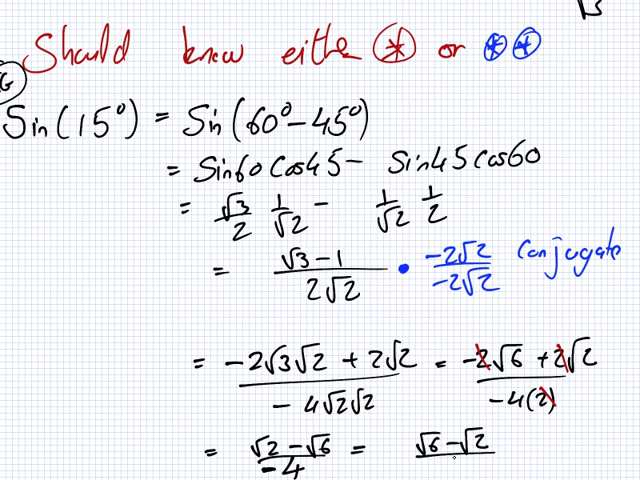 √3
Should know either * or **
Sin(15°) = Sin(60°-45°)
= Sin60 Cos45 - Sin45 Cos60
= √3/2 1/√2 - 1/√2 1/2
= (√3 - 1)/(2√2) • (-2√2)/(-2√2) Conjugate
= (-2√3√2 + 2√2)/(-4√2√2) = (-2√6 + 2√2)/(-4(2))
= (√2 - √6)/(-4) = √6 - √2